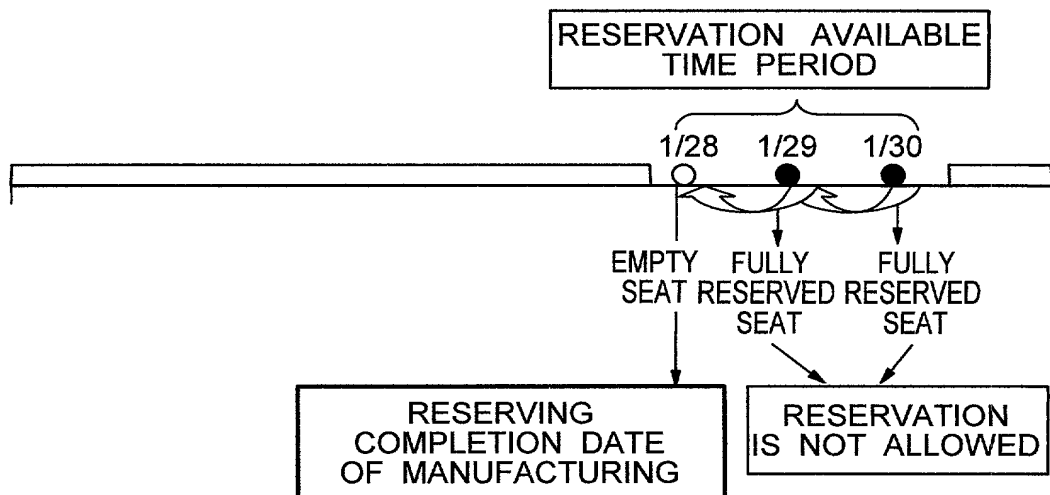 RESERVATION AVAILABLE
TIME PERIOD
1/28 1/29 1/30
EMPTY
SEAT
FULLY
RESERVED
SEAT
FULLY
RESERVED
SEAT
RESERVING
COMPLETION DATE
OF MANUFACTURING
RESERVATION
IS NOT ALLOWED